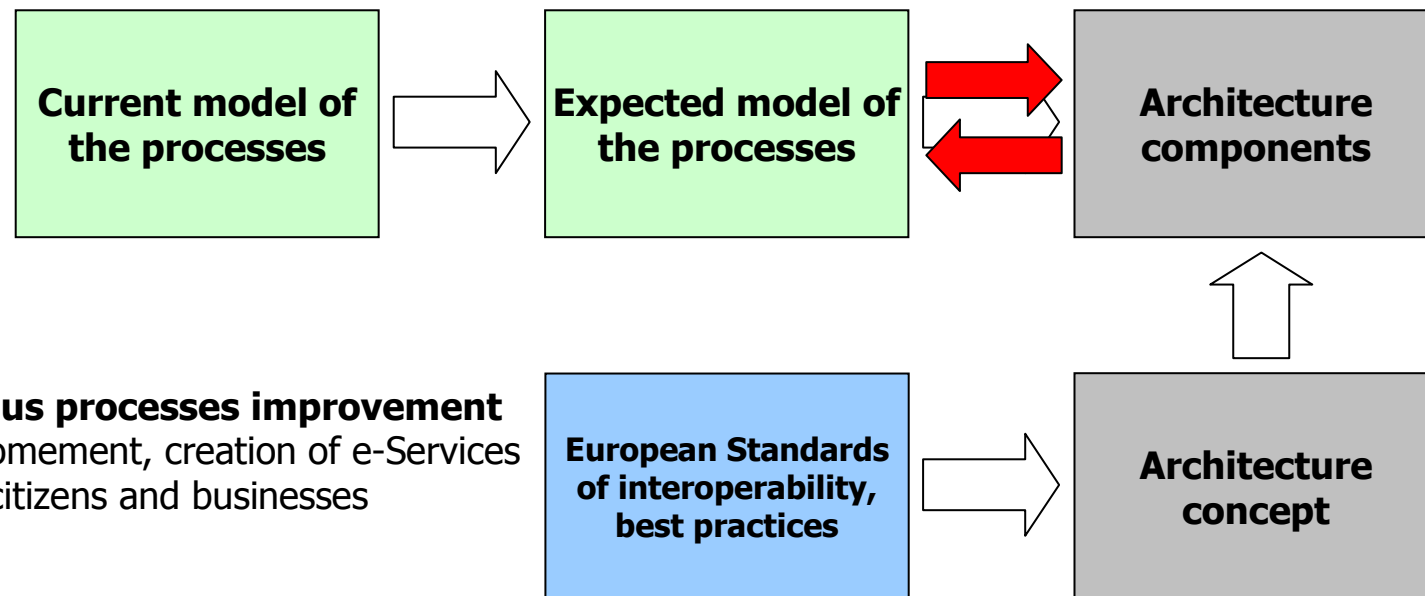 Current model of
the processes
Expected model of
the processes
Architecture
components
us processes improvement
omement, creation of e-Services
citizens and businesses
European Standards
of interoperability,
best practices
Architecture
concept